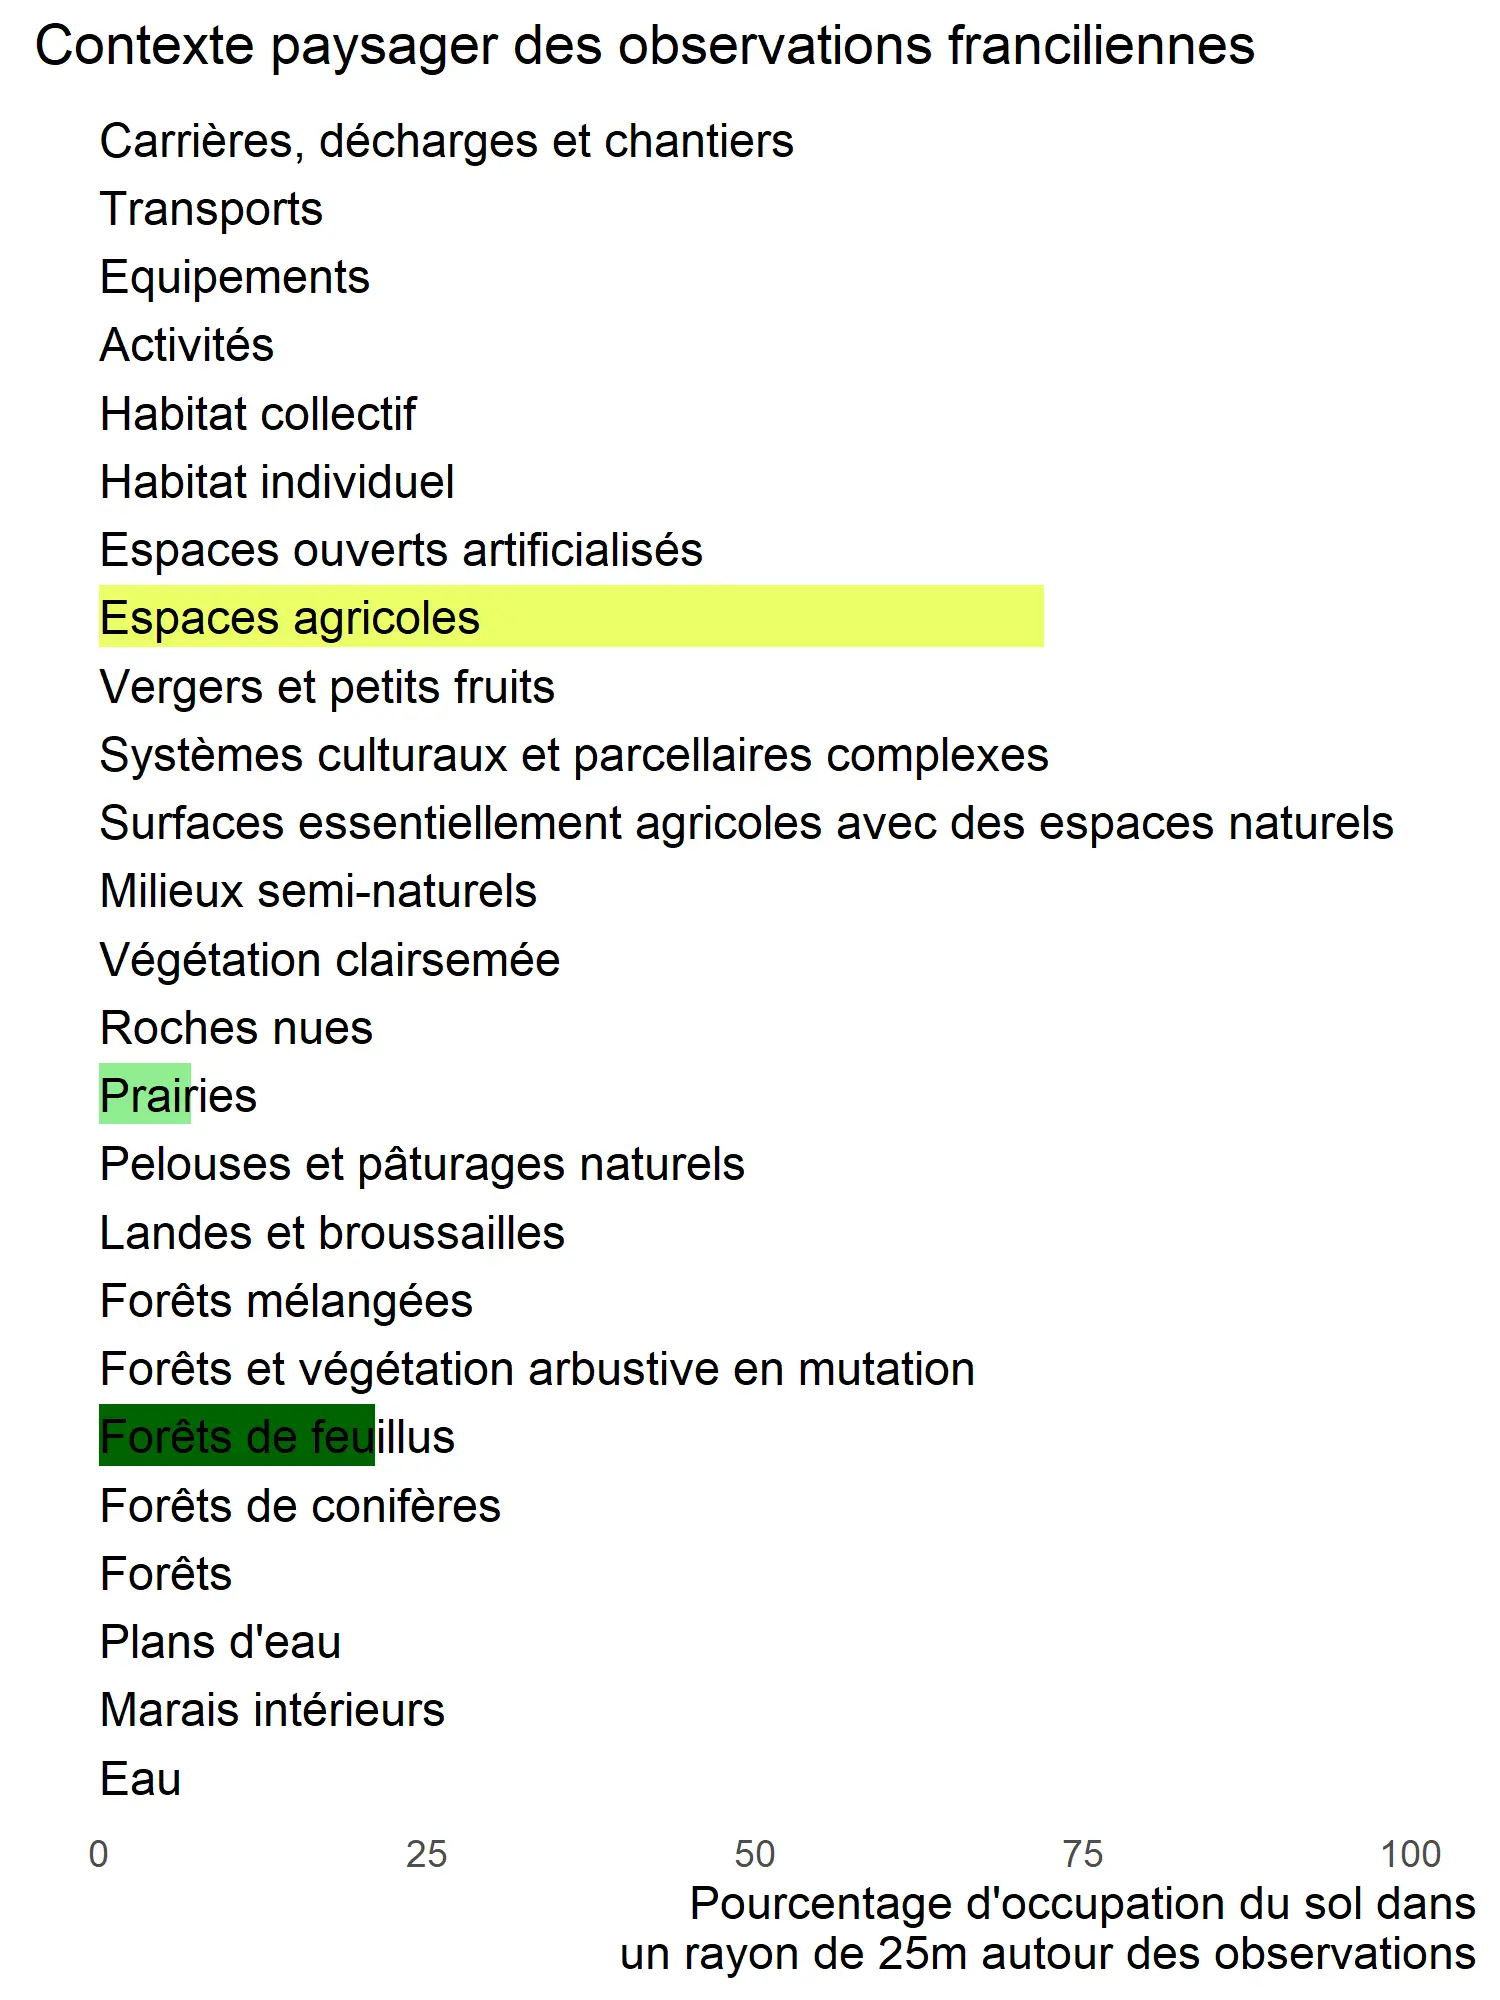 Contexte paysager des observations franciliennes
Carrières, décharges et chantiers
Transports
Equipements
Activités
Habitat collectif
Habitat individuel
Espaces ouverts artificialisés
Espaces agricoles
Vergers et petits fruits
Systèmes culturaux et parcellaires complexes
Surfaces essentiellement agricoles avec des espaces naturels
Milieux semi-naturels
Végétation clairsemée
Roches nues
Prairies
Pelouses et pâturages naturels
Landes et broussailles
Forêts mélangées
Forêts et végétation arbustive en mutation
Forêts de feuillus
Forêts de conifères
Forêts
Plans d'eau
Marais intérieurs
Eau
0 25 50 75 100
Pourcentage d'occupation du sol dans
un rayon de 25m autour des observations